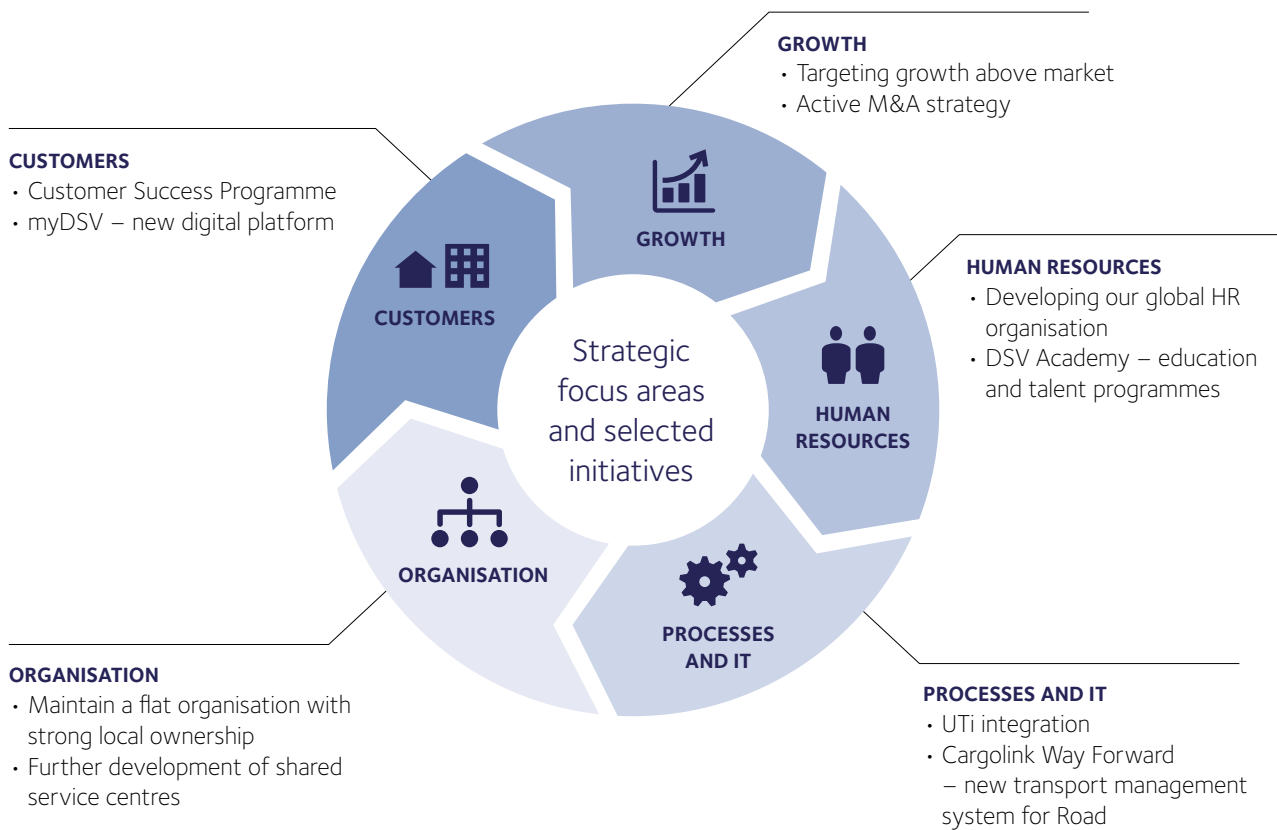 GROWTH
• Targeting growth above market
• Active M&A strategy
CUSTOMERS
• Customer Success Programme
• myDSV – new digital platform
HUMAN RESOURCES
• Developing our global HR
organisation
• DSV Academy – education
and talent programmes
GROWTH
CUSTOMERS
HUMAN
RESOURCES
Strategic
focus areas
and selected
initiatives
ORGANISATION
PROCESSES
AND IT
ORGANISATION
• Maintain a flat organisation with
strong local ownership
• Further development of shared
service centres
PROCESSES AND IT
• UTi integration
• Cargolink Way Forward
– new transport management
system for Road